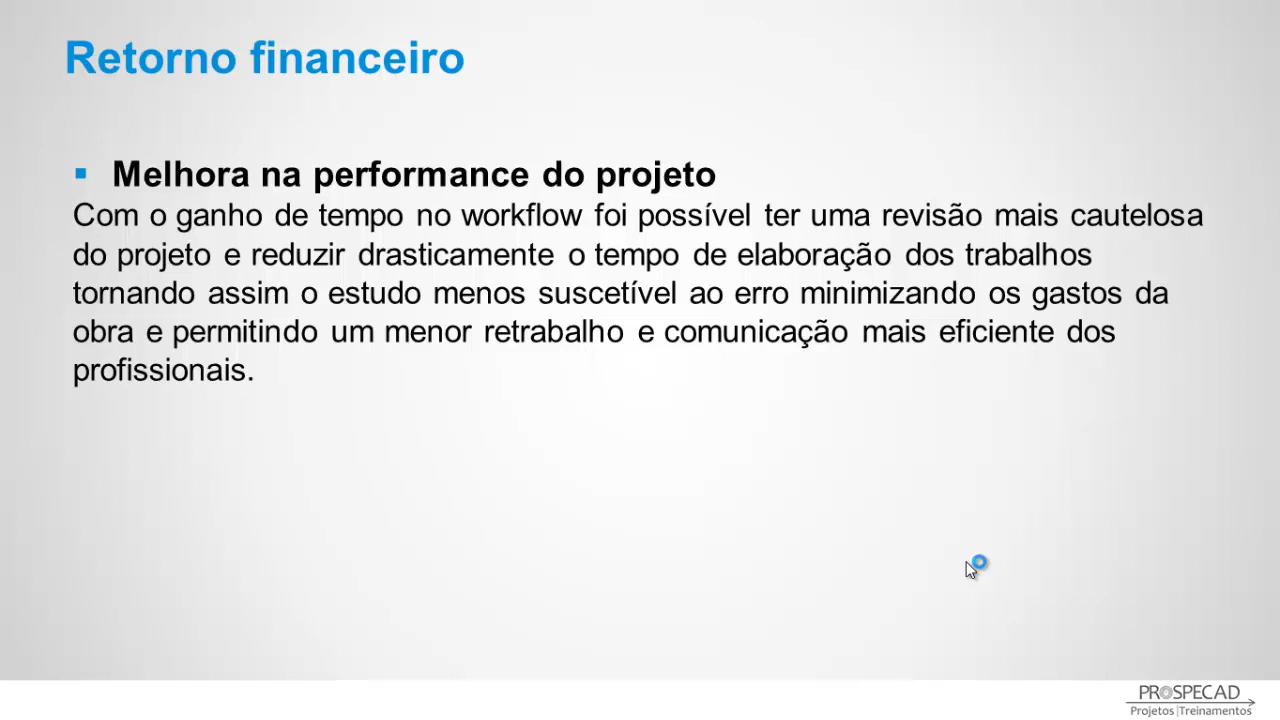 Retorno financeiro
Melhora na performance do projeto
Com o ganho de tempo no workflow foi possível ter uma revisão mais cautelosa
do projeto e reduzir drasticamente o tempo de elaboração dos trabalhos
tornando assim o estudo menos suscetível ao erro minimizando os gastos da
obra e permitindo um menor retrabalho e comunicação mais eficiente dos
profissionais.
PROSPECAD
Projetos|Treinamentos